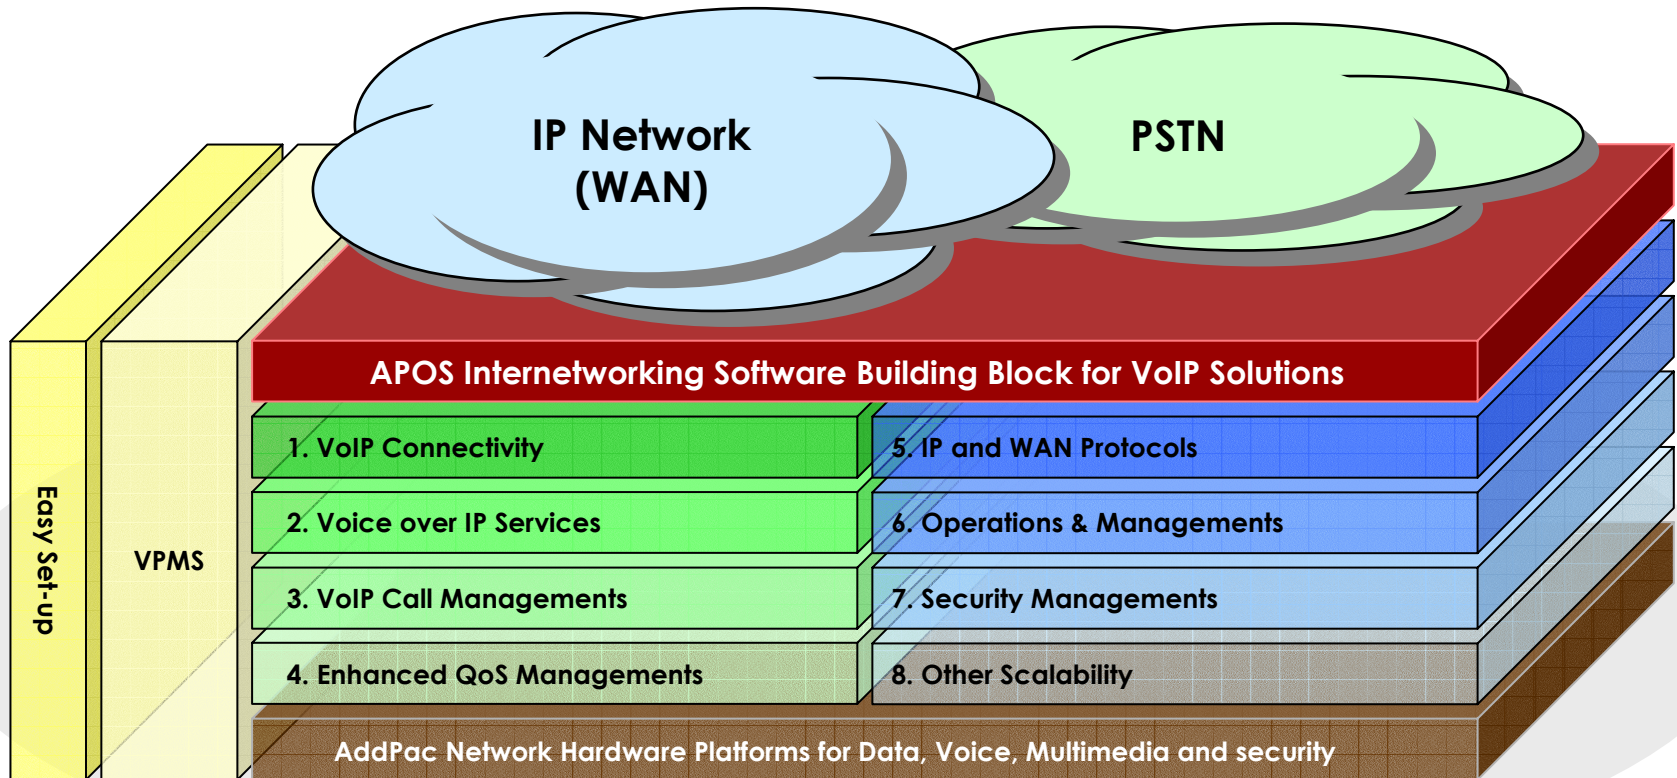 IP Network
(WAN)
PSTN
APOS Internetworking Software Building Block for VoIP Solutions
1. VoIP Connectivity
5. IP and WAN Protocols
2. Voice over IP Services
6. Operations & Managements
3. VoIP Call Managements
7. Security Managements
4. Enhanced QoS Managements
8. Other Scalability
Easy Set-up
VPMS
AddPac Network Hardware Platforms for Data, Voice, Multimedia and security